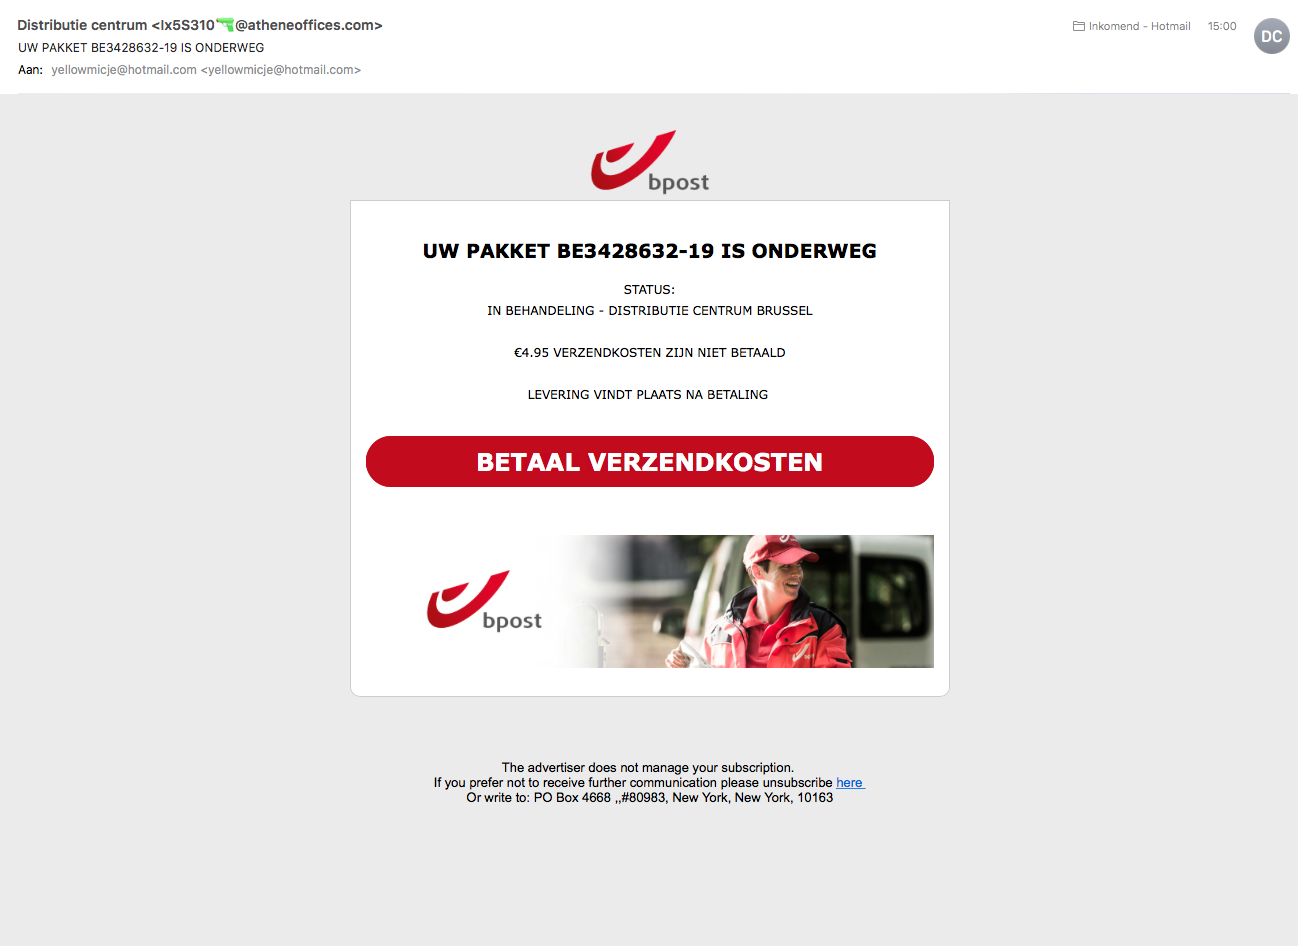 Distributie centrum <lx5S310🔫@atheneoffices.com>
Inkomend - Hotmail 15:00
DC
UW PAKKET BE3428632-19 IS ONDERWEG
Aan: yellowmicje@hotmail.com <yellowmicje@hotmail.com>
bpost
UW PAKKET BE3428632-19 IS ONDERWEG
STATUS:
IN BEHANDELING - DISTRIBUTIE CENTRUM BRUSSEL
€4.95 VERZENDKOSTEN ZIJN NIET BETAALD
LEVERING VINDT PLAATS NA BETALING
BETAAL VERZENDKOSTEN
bpost
The advertiser does not manage your subscription.
If you prefer not to receive further communication please unsubscribe here
Or write to: PO Box 4668 ,,#80983, New York, New York, 10163